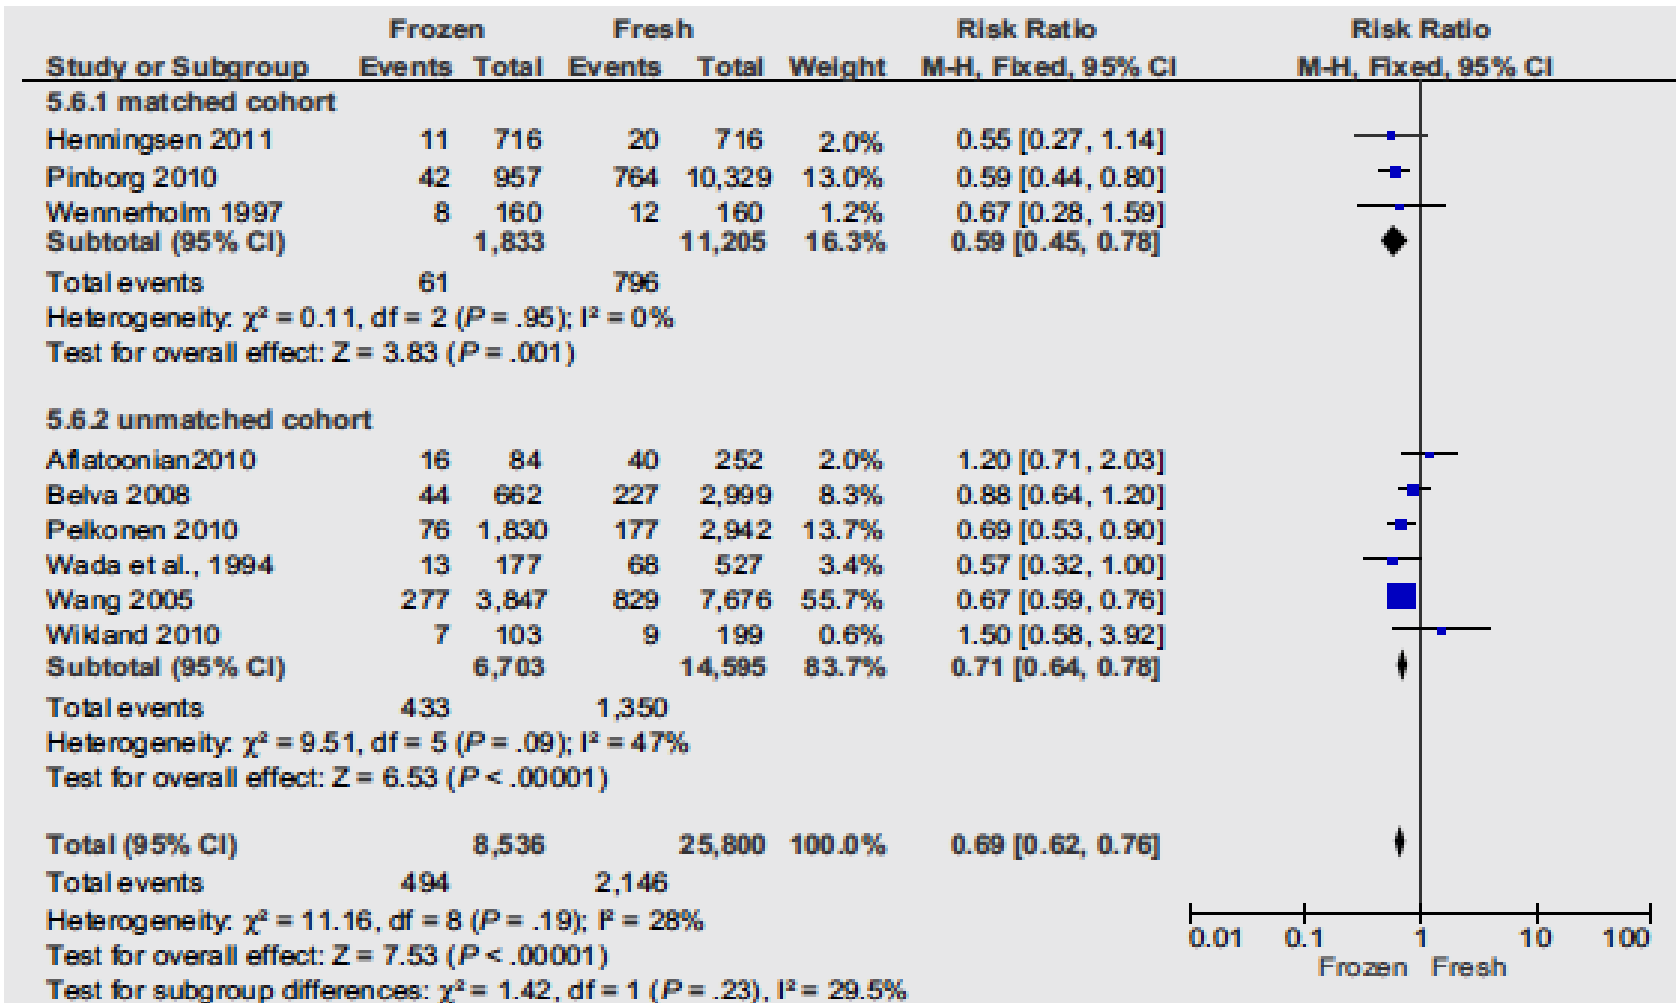 Frozen Fresh Risk Ratio Risk Ratio
Study or Subgroup Events Total Events Total Weight M-H, Fixed, 95% CI M-H, Fixed, 95% CI
5.6.1 matched cohort
Henningsen 2011 11 716 20 716 2.0% 0.55 [0.27, 1.14]
Pinborg 2010 42 957 764 10,329 13.0% 0.59 [0.44, 0.80]
Wennerholm 1997 8 160 12 160 1.2% 0.67 [0.28, 1.59]
Subtotal (95% CI) 1,833 11,205 16.3% 0.59 [0.45, 0.78]
Total events 61 796
Heterogeneity: χ² = 0.11, df = 2 (P = .95); I² = 0%
Test for overall effect: Z = 3.83 (P = .001)
5.6.2 unmatched cohort
Aflatoonian2010 16 84 40 252 2.0% 1.20 [0.71, 2.03]
Belva 2008 44 662 227 2,999 8.3% 0.88 [0.64, 1.20]
Pelkonen 2010 76 1,830 177 2,942 13.7% 0.69 [0.53, 0.90]
Wada et al., 1994 13 177 68 527 3.4% 0.57 [0.32, 1.00]
Wang 2005 277 3,847 829 7,676 55.7% 0.67 [0.59, 0.76]
Wikland 2010 7 103 9 199 0.6% 1.50 [0.58, 3.92]
Subtotal (95% CI) 6,703 14,595 83.7% 0.71 [0.64, 0.78]
Total events 433 1,350
Heterogeneity: χ² = 9.51, df = 5 (P = .09); I² = 47%
Test for overall effect: Z = 6.53 (P < .00001)
Total (95% CI) 8,536 25,800 100.0% 0.69 [0.62, 0.76]
Total events 494 2,146
Heterogeneity: χ² = 11.16, df = 8 (P = .19); I² = 28%
Test for overall effect: Z = 7.53 (P < .00001)
Test for subgroup differences: χ² = 1.42, df = 1 (P = .23), I² = 29.5%
0.01 0.1 1 10 100
Frozen Fresh